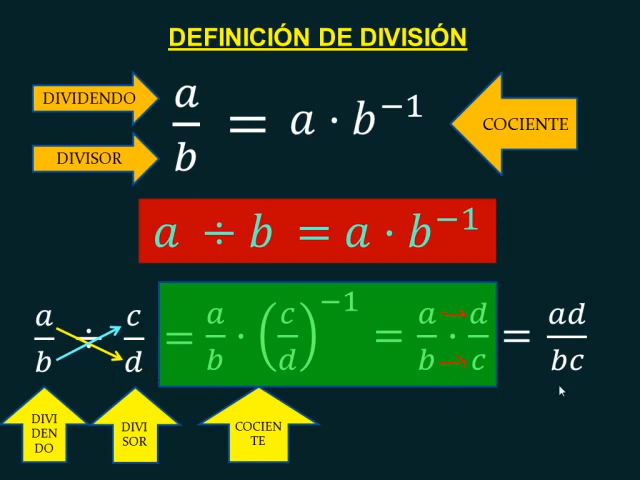 DEFINICIÓN DE DIVISIÓN
DIVIDENDO
DIVISOR
a/b = a · b⁻¹
COCIENTE
a ÷ b = a · b⁻¹
a/b ÷ c/d = a/b · (c/d)⁻¹ = a/b · d/c = ad/bc
DIVI
DEN
DO
DIVI
SOR
COCIEN
TE